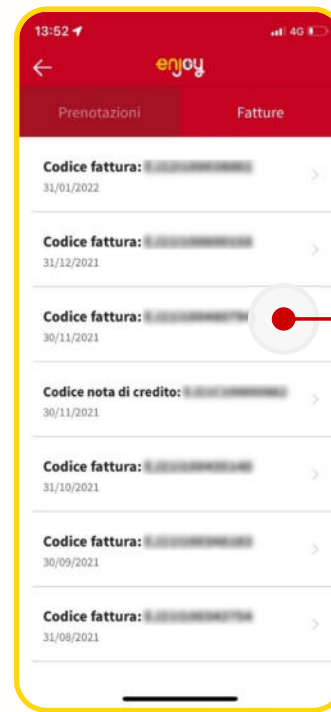 13:52
4G
enjoy
Prenotazioni
Fatture
Codice fattura:
31/01/2022
Codice fattura:
31/12/2021
Codice fattura:
30/11/2021
Codice nota di credito:
30/11/2021
Codice fattura:
31/10/2021
Codice fattura:
30/09/2021
Codice fattura:
31/08/2021